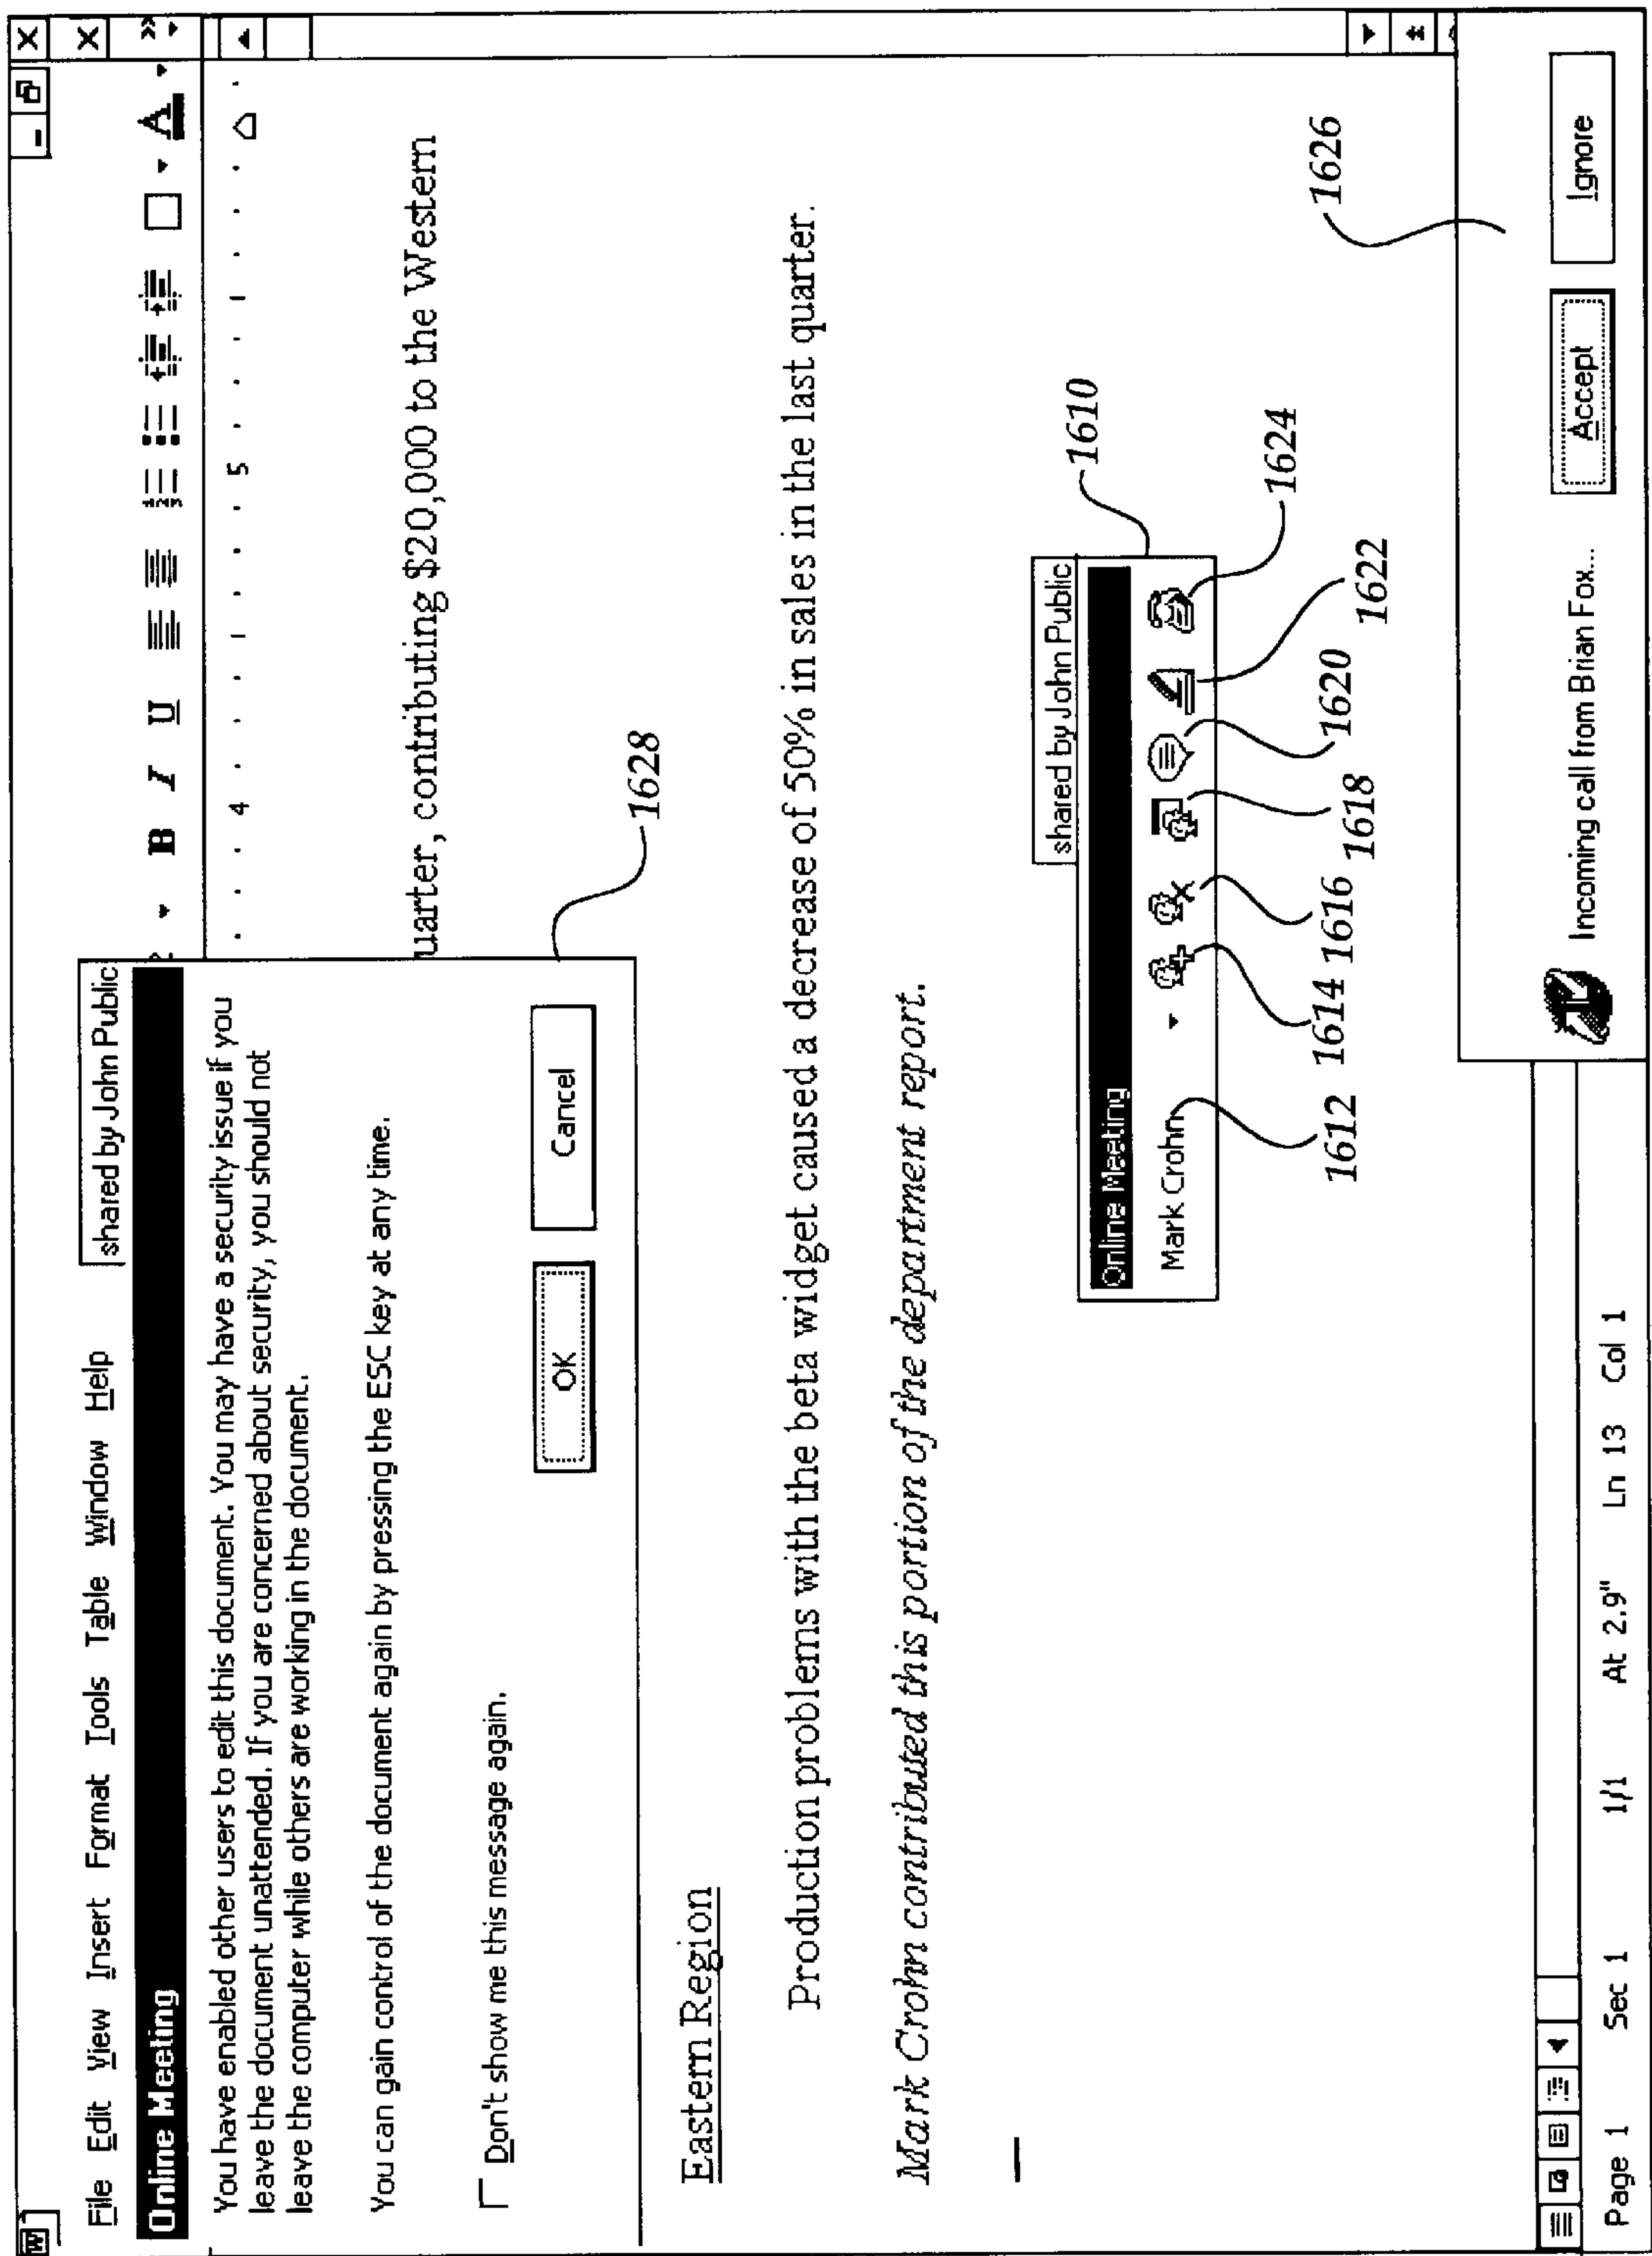 File Edit View Insert Format Tools Table Window Help
shared by John Public
B I U A
Online Meeting
4 5
You have enabled other users to edit this document. You may have a security issue if you
leave the document unattended. If you are concerned about security, you should not
leave the computer while others are working in the document.
You can gain control of the document again by pressing the ESC key at any time.
Don't show me this message again.
OK
Cancel
1628
uarter, contributing $20,000 to the Western
Eastern Region
Production problems with the beta widget caused a decrease of 50% in sales in the last quarter.
Mark Crohn contributed this portion of the department report.
shared by John Public
1610
Online Meeting
Mark Crohn
1624
1612 1614 1616 1618 1620 1622
1626
Incoming call from Brian Fox...
Accept
Ignore
Page 1 Sec 1 1/1 At 2.9" Ln 13 Col 1